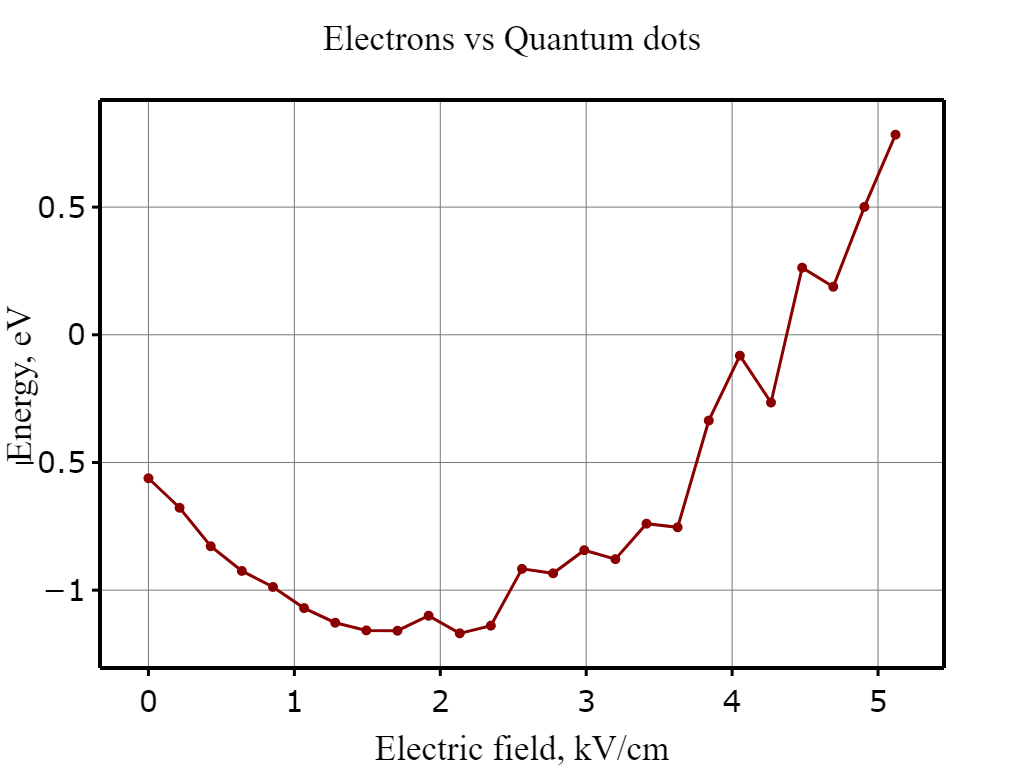 Electrons vs Quantum dots
0.5
0
−0.5
−1
Energy, eV
0 1 2 3 4 5
Electric field, kV/cm